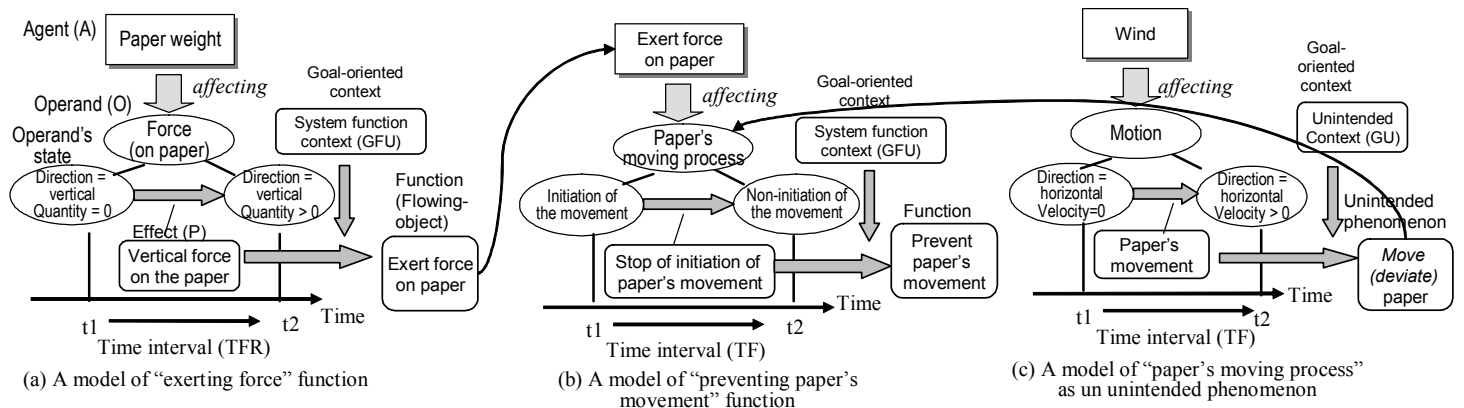 Agent (A)
Paper weight
affecting
Goal-oriented
context
Operand (O)
Operand's
state
Force
(on paper)
System function
context (GFU)
Direction =
vertical
Quantity = 0
Direction =
vertical
Quantity > 0
Function
(Flowing-
object)
Effect (P)
Vertical force
on the paper
Exert force
on paper
Time
t1
t2
Time interval (TFR)
(a) A model of “exerting force” function
Exert force
on paper
affecting
Goal-oriented
context
Paper's
moving process
System function
context (GFU)
Initiation of
the movement
Non-initiation of
the movement
Function
Stop of initiation of
paper's movement
Prevent
paper's
movement
Time
t1
t2
Time interval (TF)
(b) A model of “preventing paper's
movement” function
Wind
affecting
Goal-
oriented
context
Motion
Unintended
Context (GU)
Direction =
horizontal
Velocity=0
Direction =
horizontal
Velocity > 0
Unintended
phenomenon
Paper's
movement
Move
(deviate)
paper
Time
t1
t2
Time interval (TF)
(c) A model of “paper's moving process”
as un unintended phenomenon